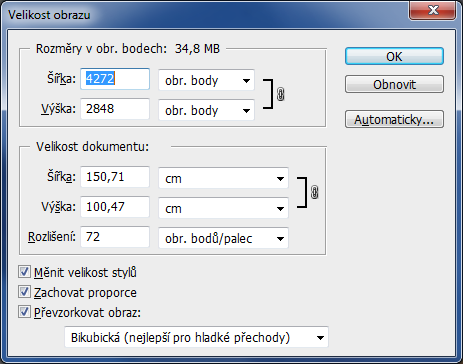 Velikost obrazu
Rozměry v obr. bodech: 34,8 MB
Šířka: 4272 obr. body
Výška: 2848 obr. body
OK
Obnovit
Automaticky...
Velikost dokumentu:
Šířka: 150,71 cm
Výška: 100,47 cm
Rozlišení: 72 obr. bodů/palec
Měnit velikost stylů
Zachovat proporce
Převzorkovat obraz:
Bikubická (nejlepší pro hladké přechody)